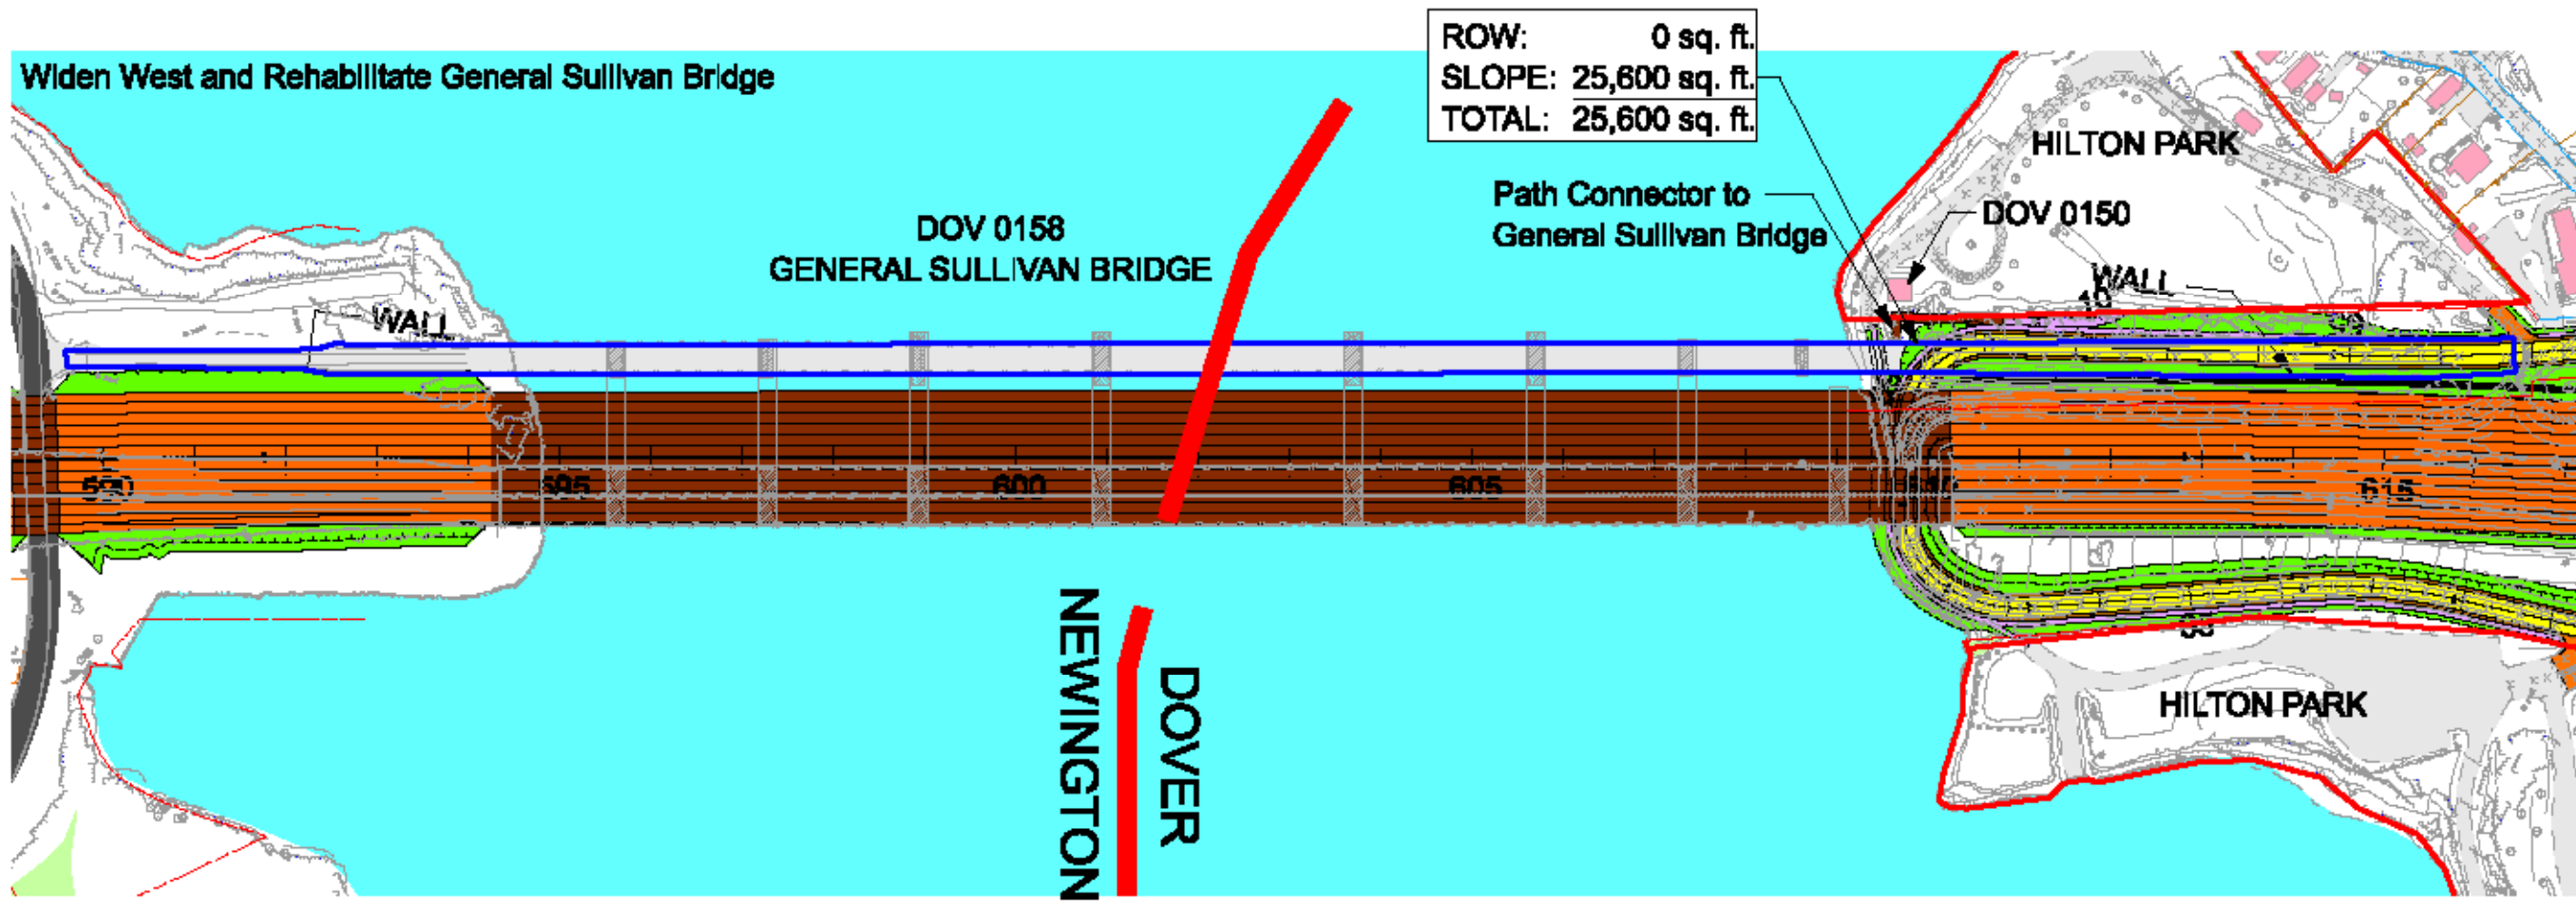 Widen West and Rehabilitate General Sullivan Bridge
ROW: 0 sq. ft.
SLOPE: 25,600 sq. ft.
TOTAL: 25,600 sq. ft.
HILTON PARK
Path Connector to
General Sullivan Bridge
DOV 0150
DOV 0158
GENERAL SULLIVAN BRIDGE
WALL
WALL
10
590
595
600
605
615
NEWINGTON
DOVER
HILTON PARK